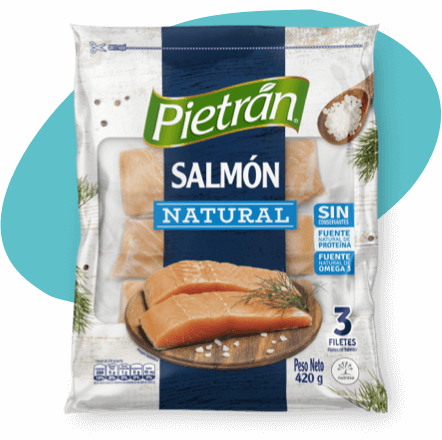 Pietrán
SALMÓN
NATURAL
SIN
CONSERVANTES
FUENTE
NATURAL DE
PROTEÍNA
FUENTE
NATURAL DE
OMEGA 3
3
FILETES
Peso Neto
420 g
nutresa